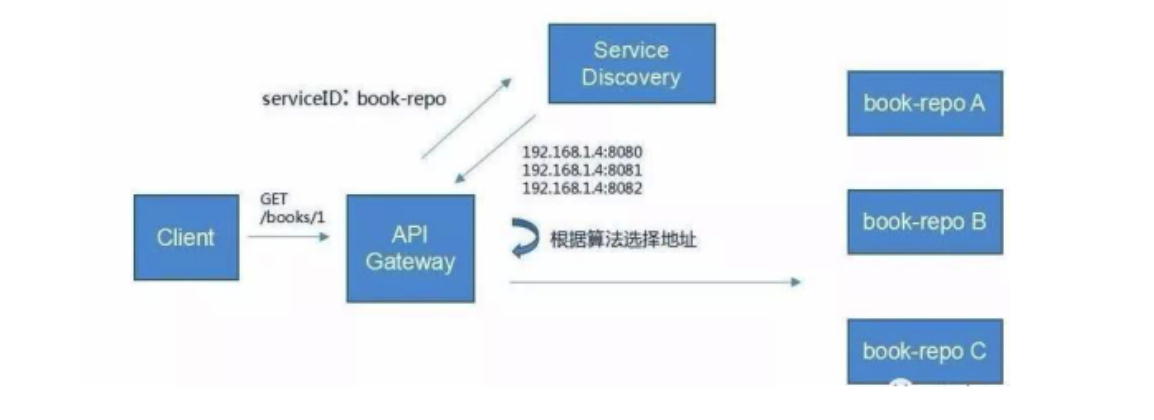 Service
Discovery
serviceID: book-repo
book-repo A
192.168.1.4:8080
192.168.1.4:8081
192.168.1.4:8082
GET
/books/1
Client
API
Gateway
根据算法选择地址
book-repo B
book-repo C